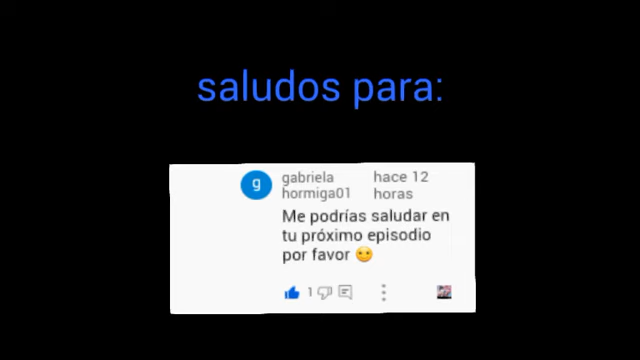 saludos para:
g
gabriela hace 12
hormiga01 horas
Me podrías saludar en
tu próximo episodio
por favor 😶
1